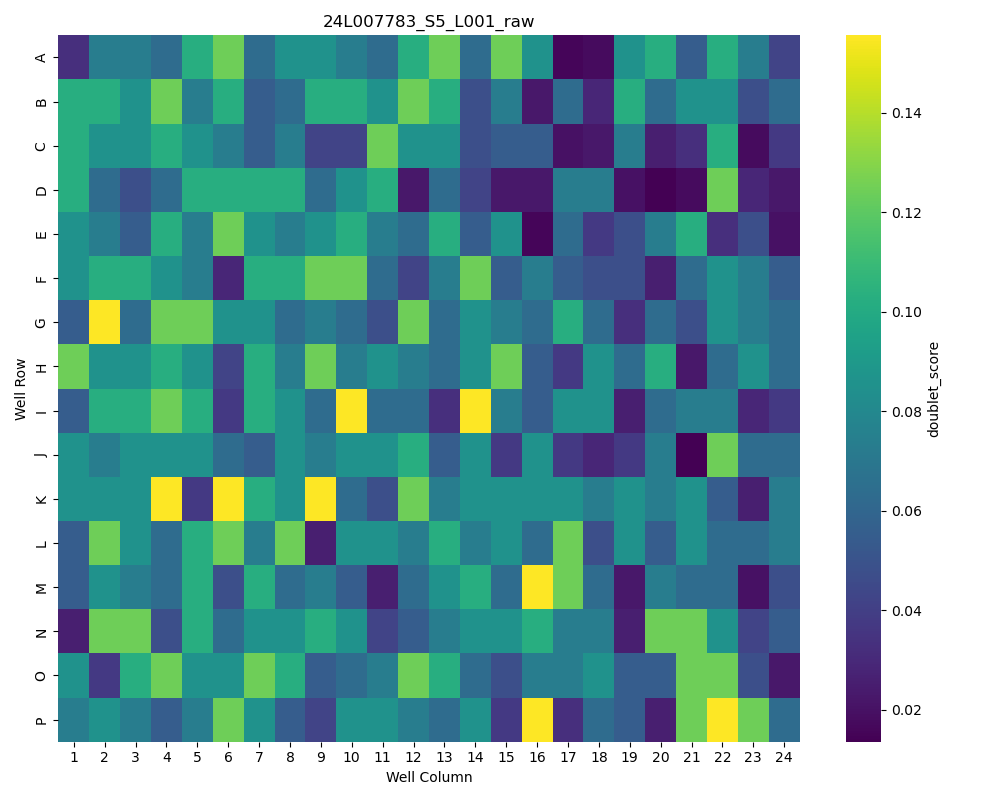 24L007783_S5_L001_raw
A
B
C
D
E
F
G
H
I
J
K
L
M
N
O
P
Well Row
1 2 3 4 5 6 7 8 9 10 11 12 13 14 15 16 17 18 19 20 21 22 23 24
Well Column
0.14
0.12
0.10
0.08
0.06
0.04
0.02
doublet_score